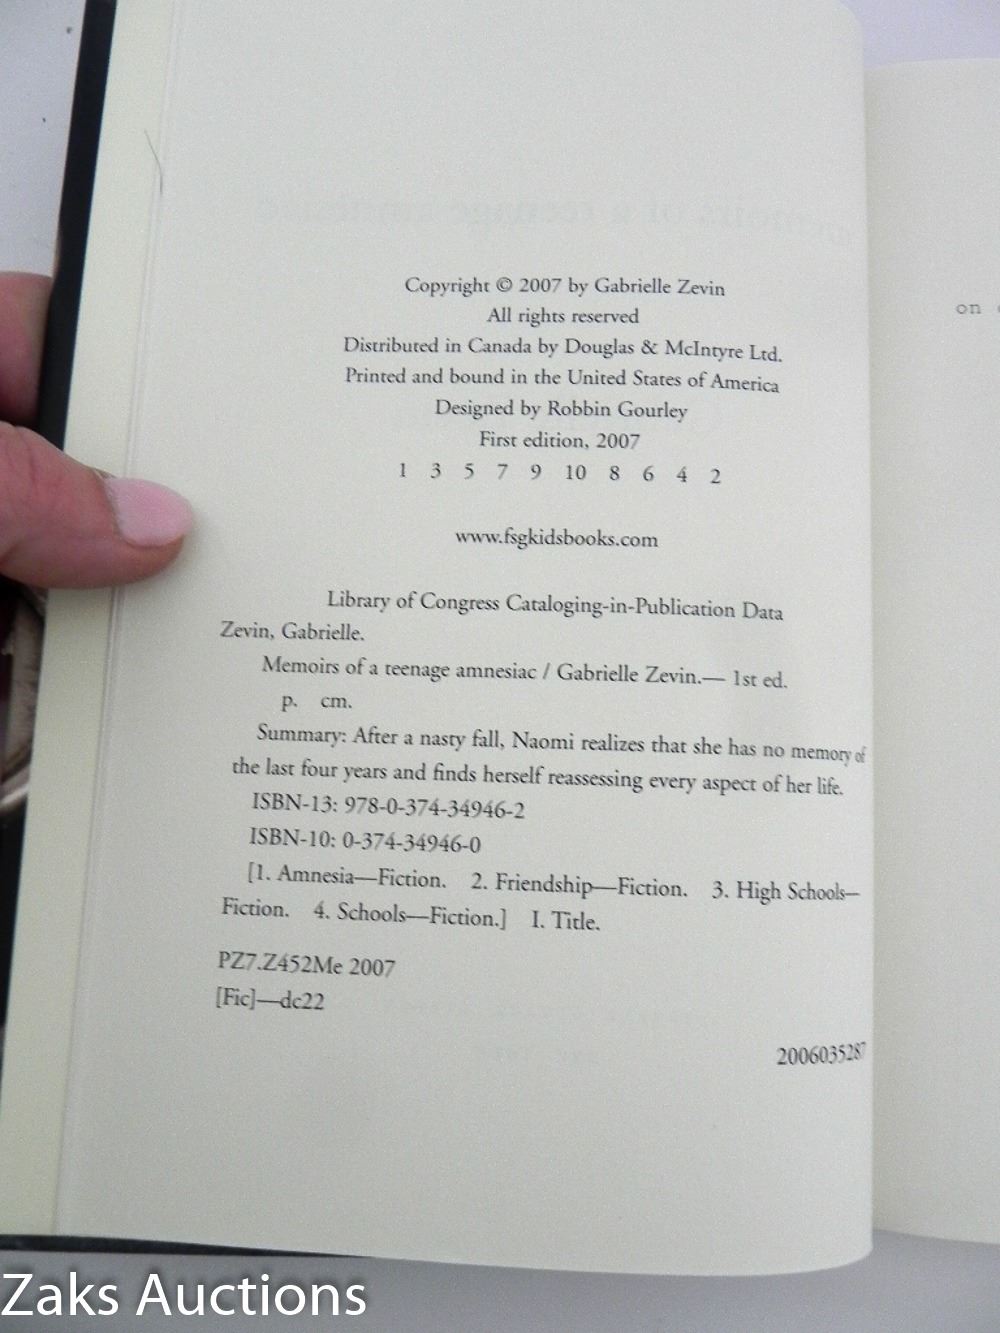 Copyright © 2007 by Gabrielle Zevin
All rights reserved
Distributed in Canada by Douglas & McIntyre Ltd.
Printed and bound in the United States of America
Designed by Robbin Gourley
First edition, 2007
1 3 5 7 9 10 8 6 4 2
www.fsgkidsbooks.com
Library of Congress Cataloging-in-Publication Data
Zevin, Gabrielle.
Memoirs of a teenage amnesiac / Gabrielle Zevin.— 1st ed.
p. cm.
Summary: After a nasty fall, Naomi realizes that she has no memory of
the last four years and finds herself reassessing every aspect of her life.
ISBN-13: 978-0-374-34946-2
ISBN-10: 0-374-34946-0
[1. Amnesia—Fiction. 2. Friendship—Fiction. 3. High Schools—
Fiction. 4. Schools—Fiction.] I. Title.
PZ7.Z452Me 2007
[Fic]—dc22
2006035287
on
Zaks Auctions